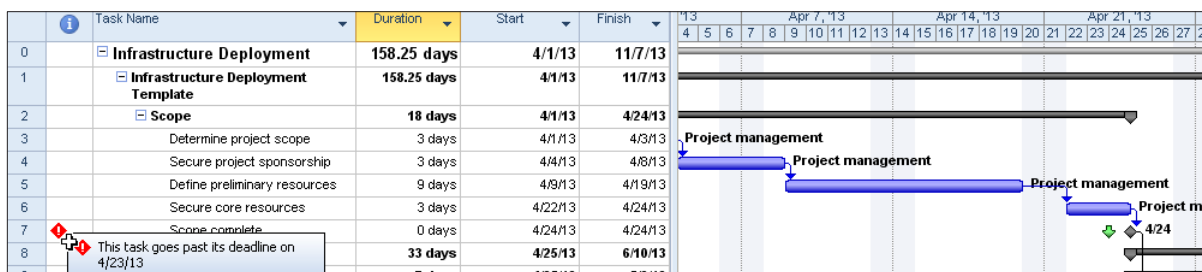 Task Name Duration Start Finish '13 Apr 7, '13 Apr 14, '13 Apr 21, '13
4 5 6 7 8 9 10 11 12 13 14 15 16 17 18 19 20 21 22 23 24 25 26 27
0 Infrastructure Deployment 158.25 days 4/1/13 11/7/13
1 Infrastructure Deployment 158.25 days 4/1/13 11/7/13
Template
2 Scope 18 days 4/1/13 4/24/13
3 Determine project scope 3 days 4/1/13 4/3/13 Project management
4 Secure project sponsorship 3 days 4/4/13 4/8/13 Project management
5 Define preliminary resources 9 days 4/9/13 4/19/13 Project management
6 Secure core resources 3 days 4/22/13 4/24/13 Project m
7 Scope complete 0 days 4/24/13 4/24/13 4/24
This task goes past its deadline on
4/23/13
8 33 days 4/25/13 6/10/13